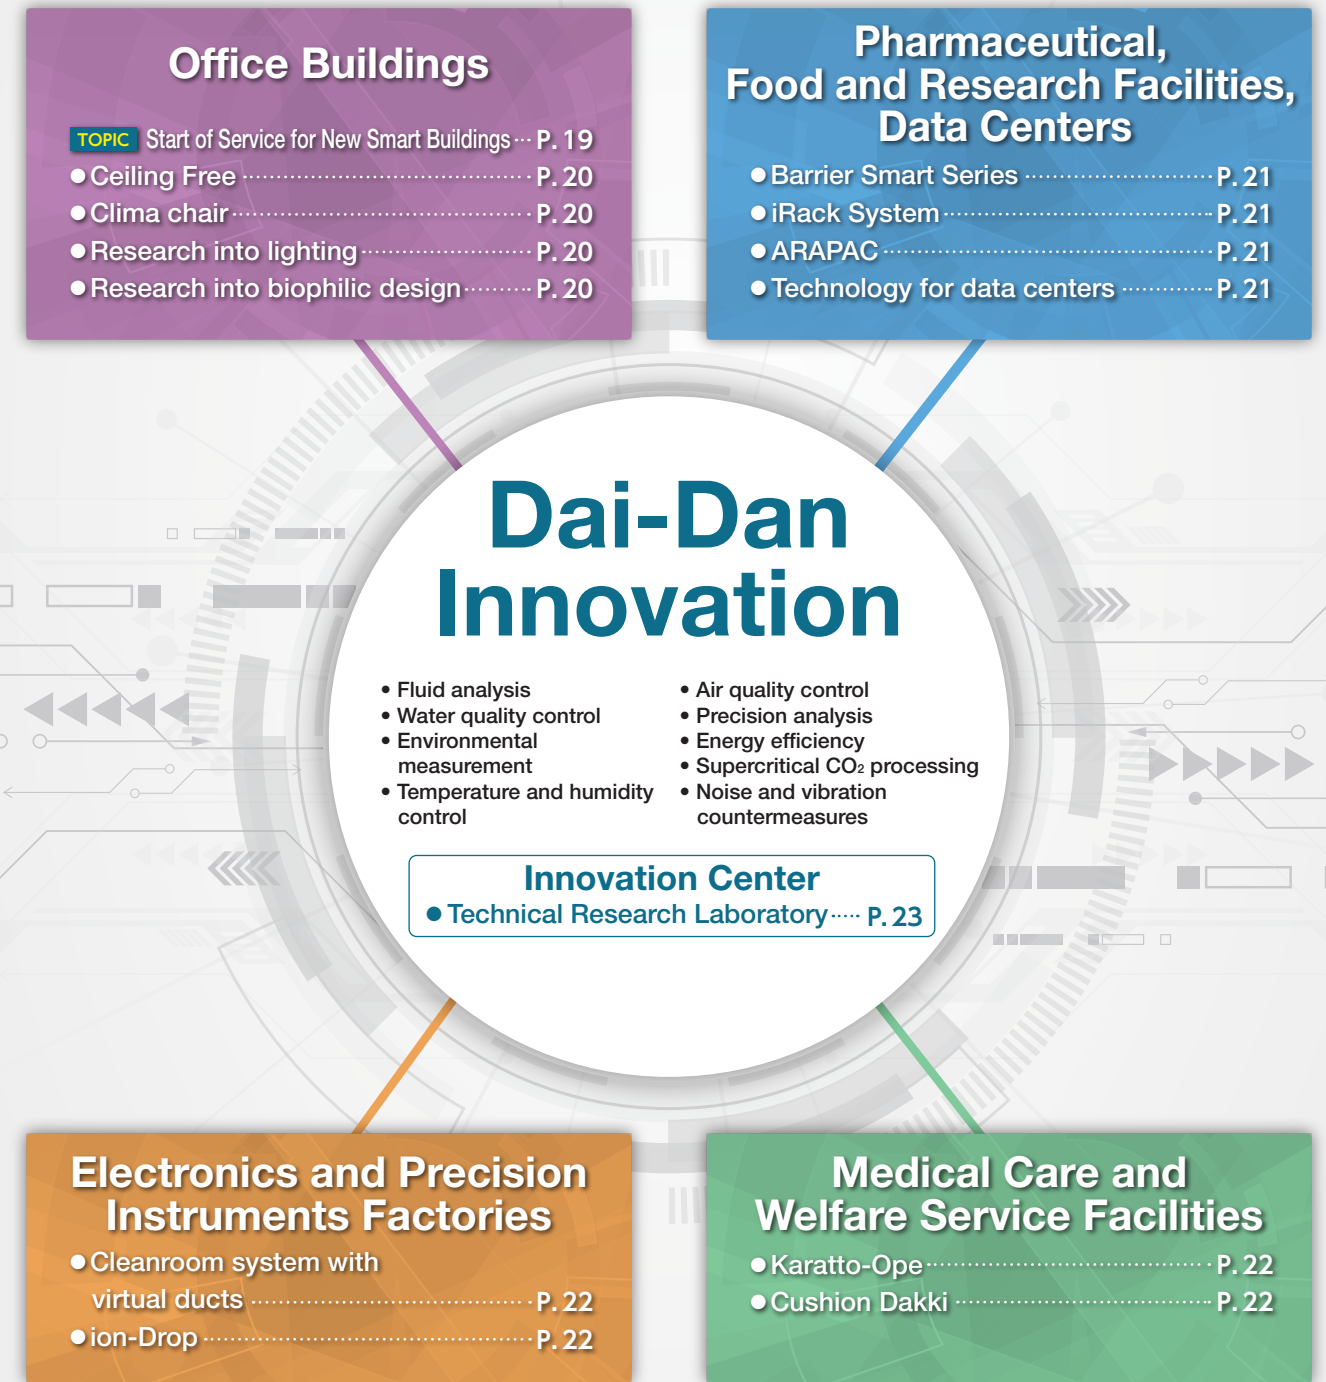 Office Buildings
TOPIC Start of Service for New Smart Buildings ··· P. 19
● Ceiling Free ··· P. 20
● Clima chair ··· P. 20
● Research into lighting ··· P. 20
● Research into biophilic design ··· P. 20
Pharmaceutical,
Food and Research Facilities,
Data Centers
● Barrier Smart Series ··· P. 21
● iRack System ··· P. 21
● ARAPAC ··· P. 21
● Technology for data centers ··· P. 21
Dai-Dan
Innovation
• Fluid analysis
• Water quality control
• Environmental
measurement
• Temperature and humidity
control
• Air quality control
• Precision analysis
• Energy efficiency
• Supercritical CO₂ processing
• Noise and vibration
countermeasures
Innovation Center
● Technical Research Laboratory ····· P. 23
Electronics and Precision
Instruments Factories
● Cleanroom system with
virtual ducts ··· P. 22
● ion-Drop ··· P. 22
Medical Care and
Welfare Service Facilities
● Karatto-Ope ··· P. 22
● Cushion Dakki ··· P. 22